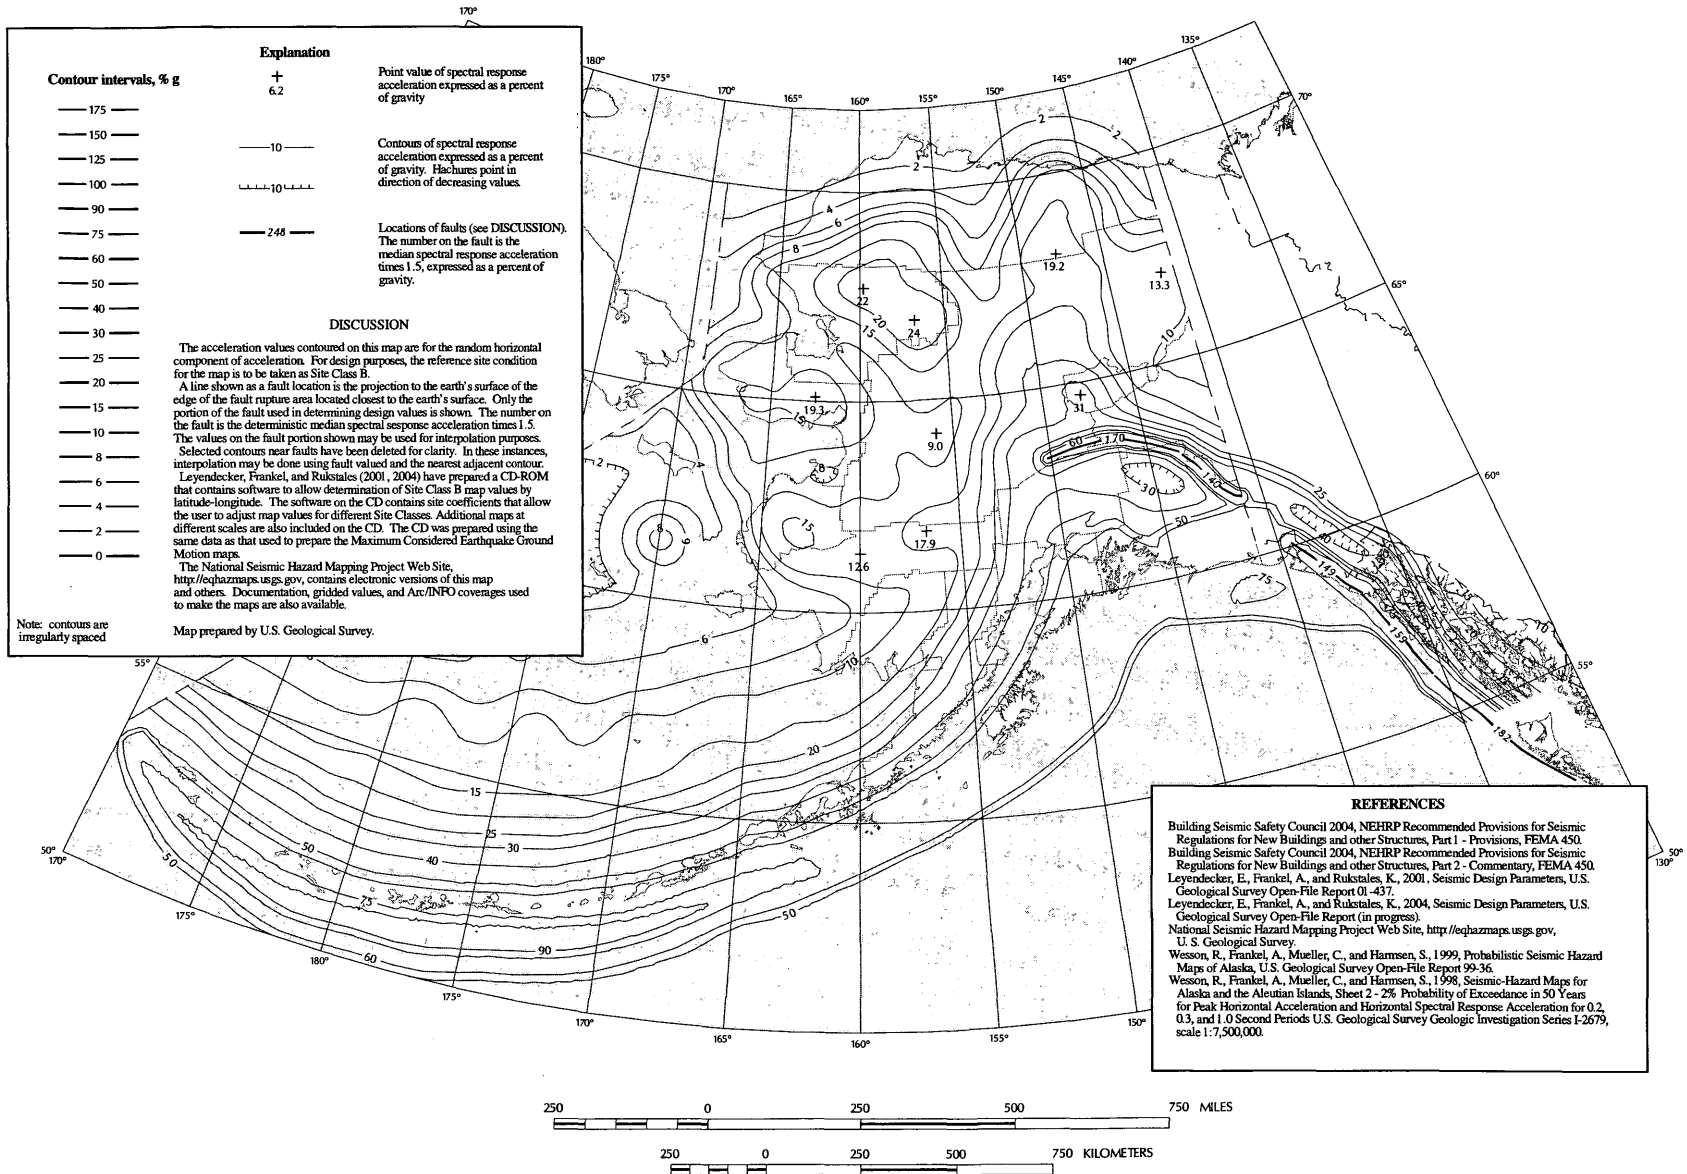 Explanation
Contour intervals, % g
175
150
125
100
90
75
60
50
40
30
25
20
15
10
8
6
4
2
0
Note: contours are
irregularly spaced
+
6.2
Point value of spectral response
acceleration expressed as a percent
of gravity
10
Contours of spectral response
acceleration expressed as a percent
of gravity. Hachures point in
direction of decreasing values.
10
248
Locations of faults (see DISCUSSION).
The number on the fault is the
median spectral response acceleration
times 1.5, expressed as a percent of
gravity.
DISCUSSION
The acceleration values contoured on this map are for the random horizontal
component of acceleration. For design purposes, the reference site condition
for the map is to be taken as Site Class B.
A line shown as a fault location is the projection to the earth's surface of the
edge of the fault rupture area located closest to the earth's surface. Only the
portion of the fault used in determining design values is shown. The number on
the fault is the deterministic median spectral sesponse acceleration times 1.5.
The values on the fault portion shown may be used for interpolation purposes.
Selected contours near faults have been deleted for clarity. In these instances,
interpolation may be done using fault valued and the nearest adjacent contour.
Leyendecker, Frankel, and Rukstales (2001, 2004) have prepared a CD-ROM
that contains software to allow determination of Site Class B map values by
latitude-longitude. The software on the CD contains site coefficients that allow
the user to adjust map values for different Site Classes. Additional maps at
different scales are also included on the CD. The CD was prepared using the
same data as that used to prepare the Maximum Considered Earthquake Ground
Motion maps.
The National Seismic Hazard Mapping Project Web Site,
http://eqhazmaps.usgs.gov, contains electronic versions of this map
and others. Documentation, gridded values, and Arc/INFO coverages used
to make the maps are also available.
Map prepared by U.S. Geological Survey.
170°
180°
175°
170°
165°
160°
155°
150°
145°
140°
135°
70°
65°
60°
55°
50°
130°
55°
50°
170°
175°
180°
175°
170°
165°
160°
155°
150°
2
2
2
4
6
8
19.2
13.3
22
20
24
15
10
19.3
15
31
9.0
4
2
8
8
6
15
17.9
12.6
60
170
140
30
50
25
40
149
75
159
20
10
182
6
10
20
15
25
30
40
50
75
50
90
60
50
REFERENCES
Building Seismic Safety Council 2004, NEHRP Recommended Provisions for Seismic
Regulations for New Buildings and other Structures, Part 1 - Provisions, FEMA 450.
Building Seismic Safety Council 2004, NEHRP Recommended Provisions for Seismic
Regulations for New Buildings and other Structures, Part 2 - Commentary, FEMA 450.
Leyendecker, E., Frankel, A., and Rukstales, K., 2001, Seismic Design Parameters, U.S.
Geological Survey Open-File Report 01-437.
Leyendecker, E., Frankel, A., and Rukstales, K., 2004, Seismic Design Parameters, U.S.
Geological Survey Open-File Report (in progress).
National Seismic Hazard Mapping Project Web Site, http://eqhazmaps.usgs.gov,
U. S. Geological Survey.
Wesson, R., Frankel, A., Mueller, C., and Harmsen, S., 1999, Probabilistic Seismic Hazard
Maps of Alaska, U.S. Geological Survey Open-File Report 99-36.
Wesson, R., Frankel, A., Mueller, C., and Harmsen, S., 1998, Seismic-Hazard Maps for
Alaska and the Aleutian Islands, Sheet 2 - 2% Probability of Exceedance in 50 Years
for Peak Horizontal Acceleration and Horizontal Spectral Response Acceleration for 0.2,
0.3, and 1.0 Second Periods U.S. Geological Survey Geologic Investigation Series I-2679,
scale 1:7,500,000.
250 0 250 500 750 MILES
250 0 250 500 750 KILOMETERS